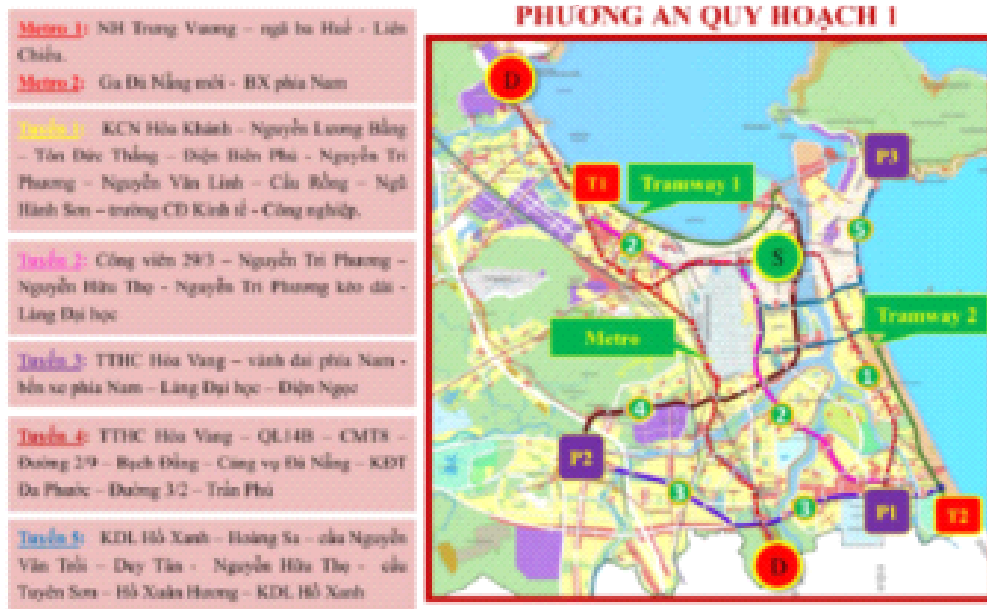 PHƯƠNG ÁN QUY HOẠCH 1
Metro 1: NH Trưng Vương – ngã ba Huế - Liên
Chiểu.
Metro 2: Ga Đà Nẵng mới - BX phía Nam
Tuyến 1: KCN Hòa Khánh – Nguyễn Lương Bằng
– Tôn Đức Thắng – Điện Biên Phủ - Nguyễn Tri
Phương – Nguyễn Văn Linh – Cầu Rồng – Ngũ
Hành Sơn – trường CĐ Kinh tế - Công nghiệp.
Tuyến 2: Công viên 29/3 – Nguyễn Tri Phương –
Nguyễn Hữu Thọ - Nguyễn Tri Phương kéo dài -
Làng Đại học
Tuyến 3: TTHC Hòa Vang – vành đai phía Nam -
bến xe phía Nam – Làng Đại học – Điện Ngọc
Tuyến 4: TTHC Hòa Vang – QL14B – CMT8 –
Đường 2/9 – Bạch Đằng – Cảng vụ Đà Nẵng – KĐT
Đa Phước – Đường 3/2 – Trần Phú
Tuyến 5: KDL Hồ Xanh – Hoàng Sa – cầu Nguyễn
Văn Trỗi – Duy Tân - Nguyễn Hữu Thọ - cầu
Tuyên Sơn – Hồ Xuân Hương – KDL Hồ Xanh
D
P3
T1
Tramway 1
2
5
S
Tramway 2
Metro
1
4
2
P2
3
3
P1
T2
D